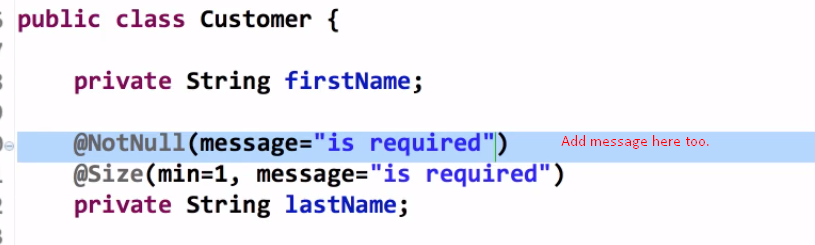 public class Customer {
private String firstName;
@NotNull(message="is required") Add message here too.
@Size(min=1, message="is required")
private String lastName;